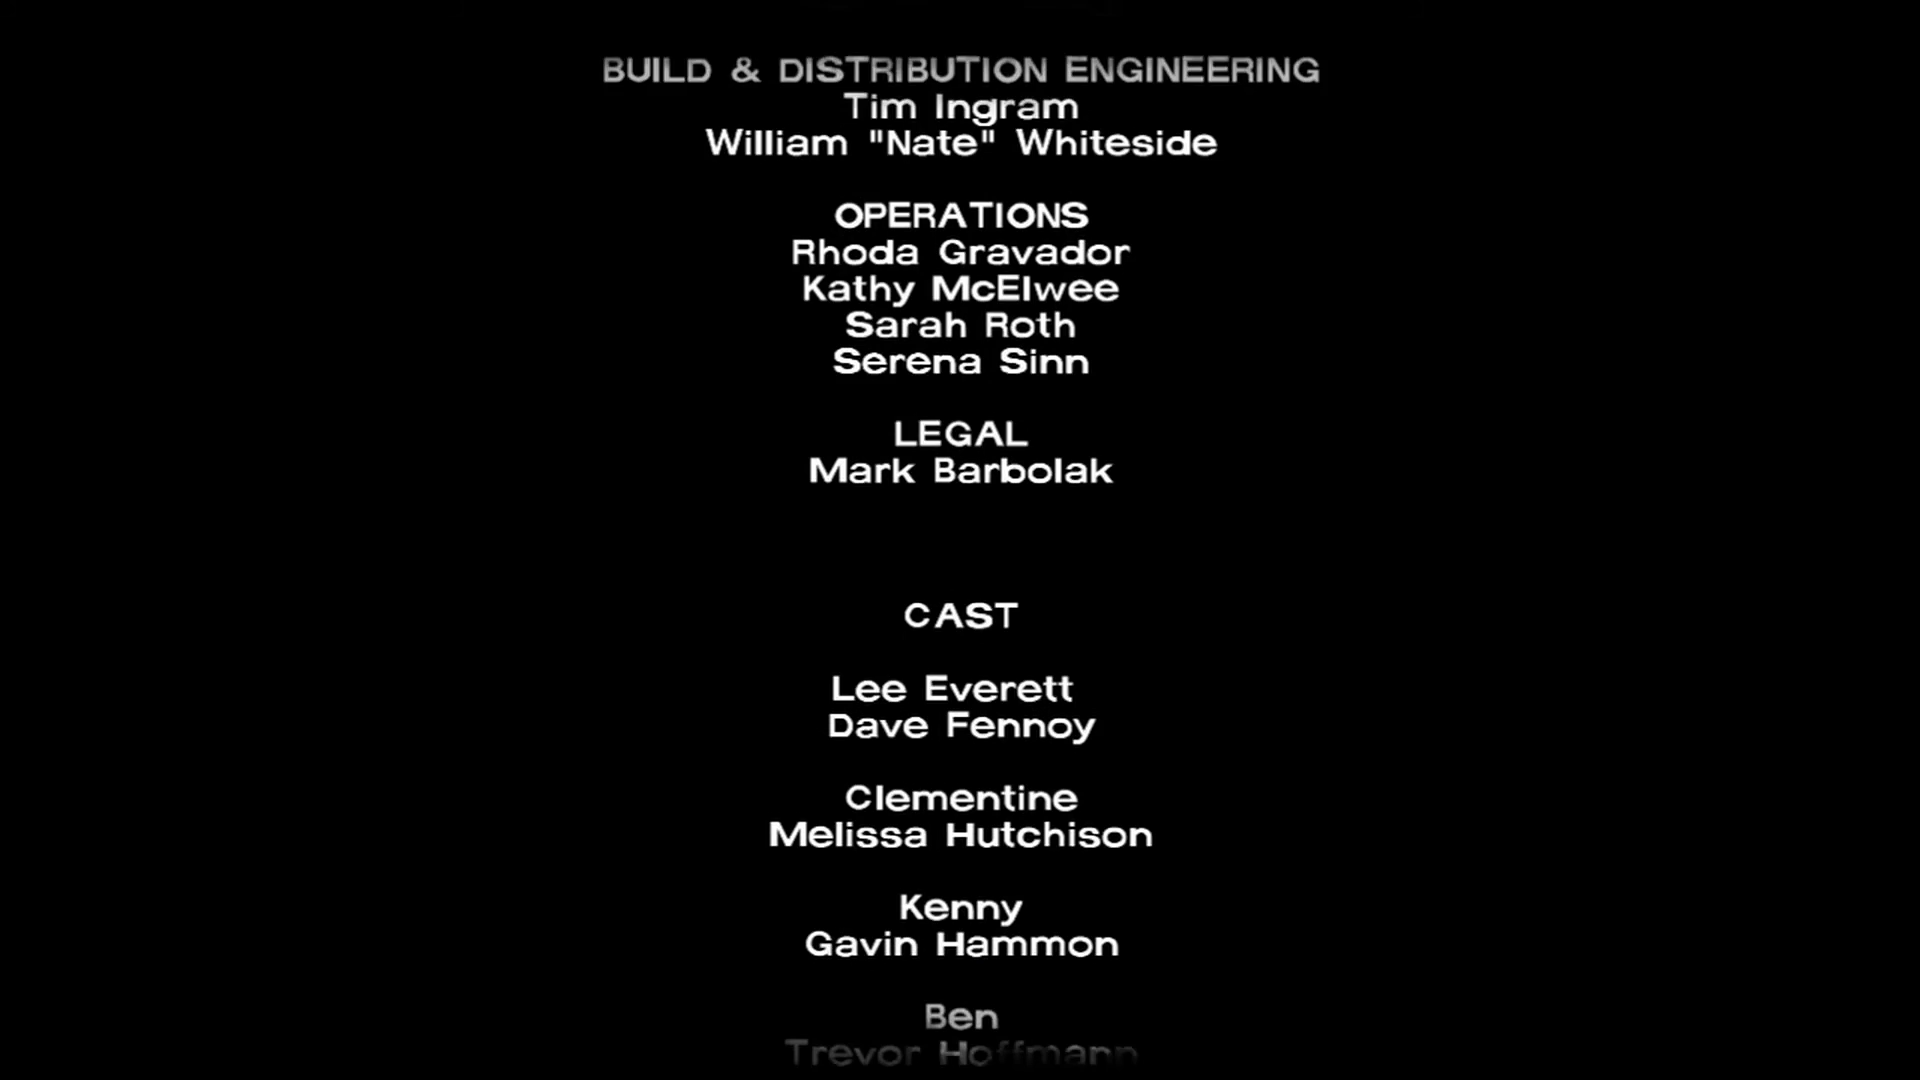 BUILD & DISTRIBUTION ENGINEERING
Tim Ingram
William "Nate" Whiteside
OPERATIONS
Rhoda Gravador
Kathy McElwee
Sarah Roth
Serena Sinn
LEGAL
Mark Barbolak
CAST
Lee Everett
Dave Fennoy
Clementine
Melissa Hutchison
Kenny
Gavin Hammon
Ben
Trevor Hoffmann